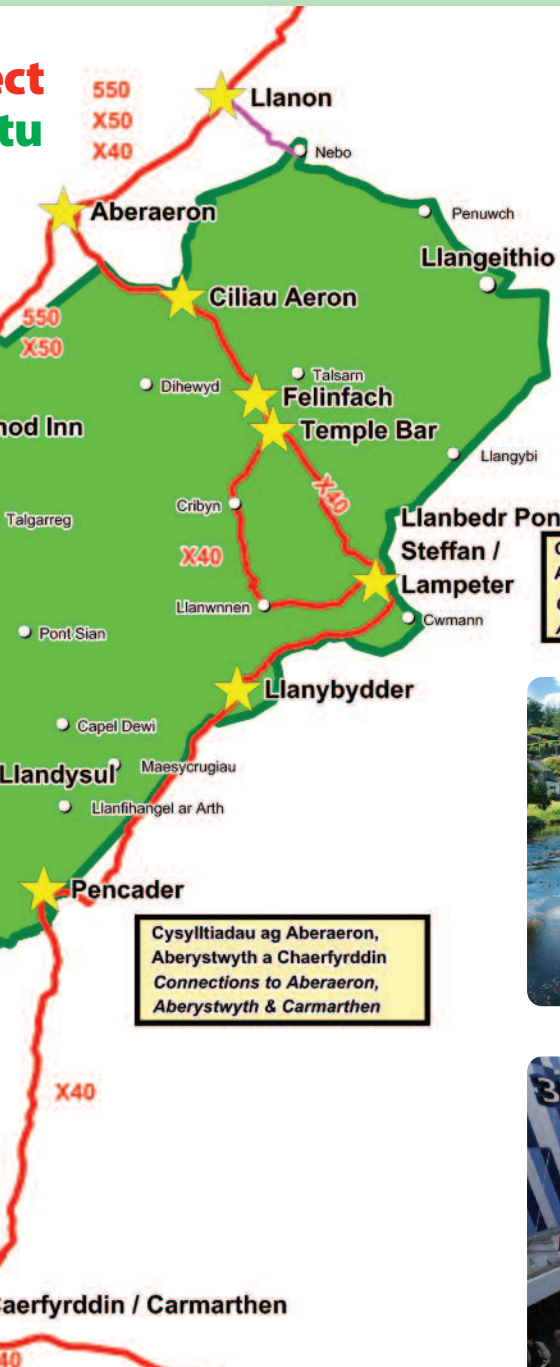 ect
tu
550
X50
X40
Llanon
Nebo
Aberaeron
Penuwch
Llangeithio
Ciliau Aeron
550
X50
Talsarn
Dihewyd
Felinfach
nod Inn
Temple Bar
Llangybi
X40
Cribyn
Talgarreg
Llanbedr Pon
Steffan /
Lampeter
X40
Llanwnnen
Cwmann
Pont Sian
Llanybydder
Capel Dewi
Maesycrugiau
Llandysul
Llanfihangel ar Arth
Pencader
Cysylltiadau ag Aberaeron,
Aberystwyth a Chaerfyrddin
Connections to Aberaeron,
Aberystwyth & Carmarthen
X40
aerfyrddin / Carmarthen
40
3